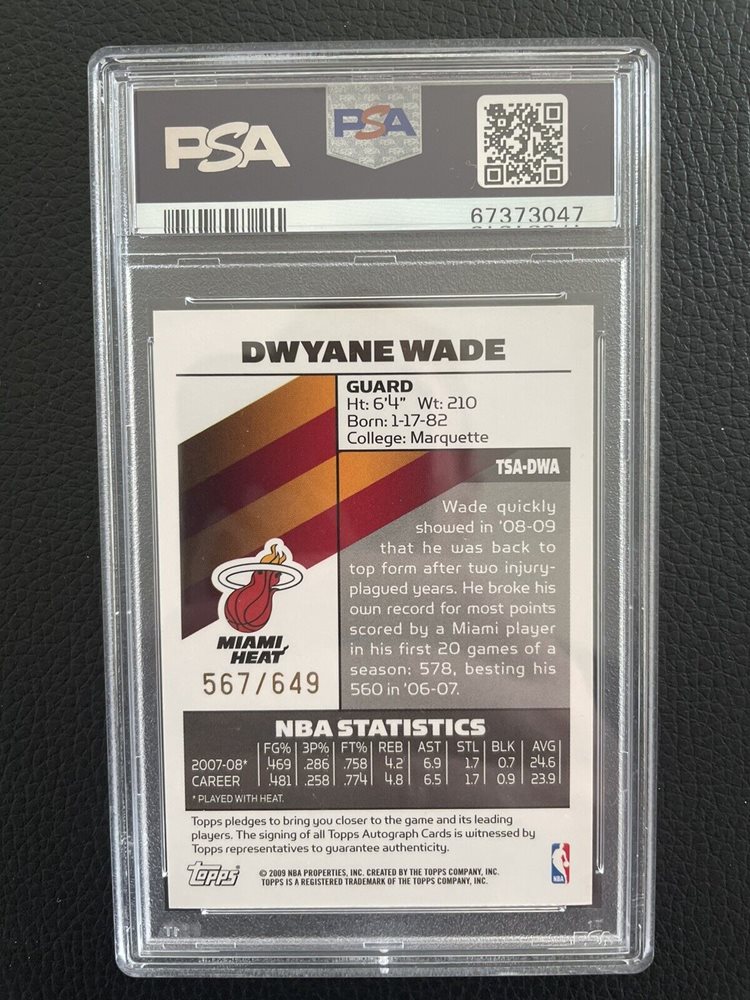 PSA
PSA
67373047
DWYANE WADE
GUARD
Ht: 6'4" Wt: 210
Born: 1-17-82
College: Marquette
TSA-DWA
Wade quickly
showed in '08-09
that he was back to
top form after two injury-
plagued years. He broke his
own record for most points
scored by a Miami player
in his first 20 games of a
season: 578, besting his
560 in '06-07.
MIAMI
HEAT
567/649
NBA STATISTICS
FG% 3P% FT% REB AST STL BLK AVG
2007-08* .469 .286 .758 4.2 6.9 1.7 0.7 24.6
CAREER .481 .258 .774 4.8 6.5 1.7 0.9 23.9
* PLAYED WITH HEAT.
Topps pledges to bring you closer to the game and its leading
players. The signing of all Topps Autograph Cards is witnessed by
Topps representatives to guarantee authenticity.
Topps
© 2009 NBA PROPERTIES, INC. CREATED BY THE TOPPS COMPANY, INC.
TOPPS IS A REGISTERED TRADEMARK OF THE TOPPS COMPANY, INC.
NBA
PSA